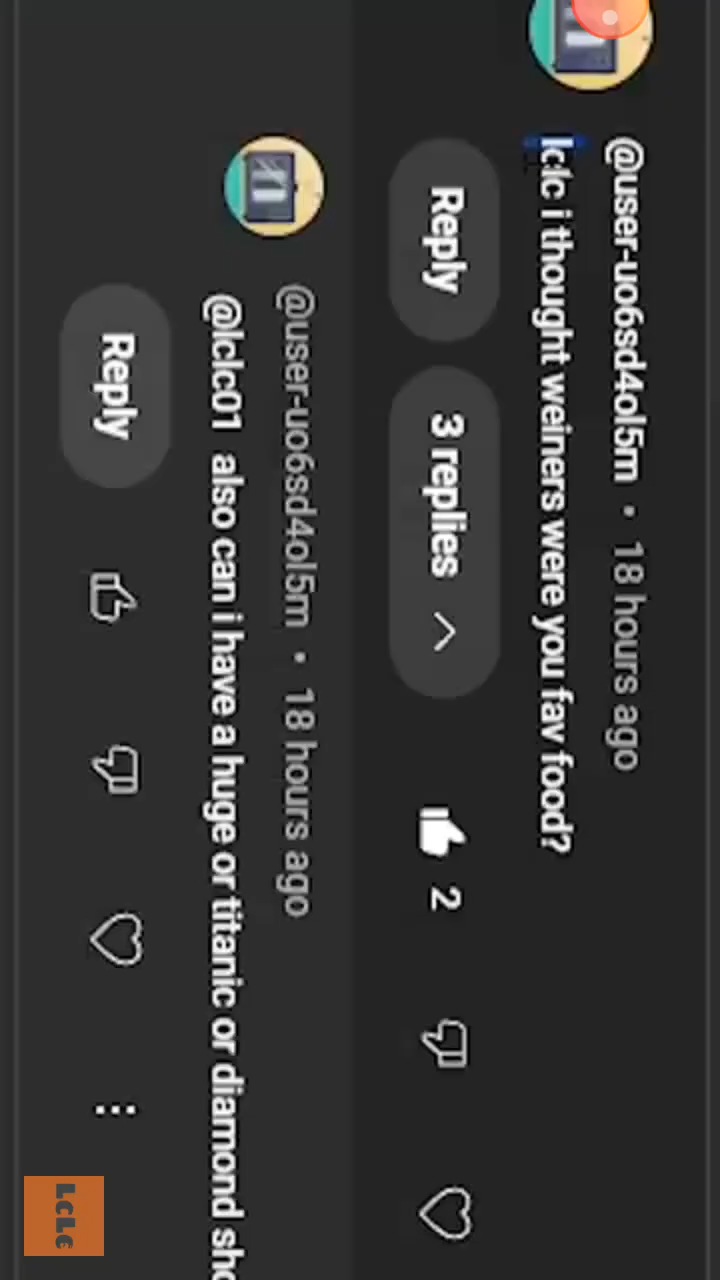 @user-uo6sd4ol5m • 18 hours ago
lclc i thought weiners were you fav food?
Reply 3 replies 2
@user-uo6sd4ol5m • 18 hours ago
@lclc01 also can i have a huge or titanic or diamond sho
Reply
LCLC